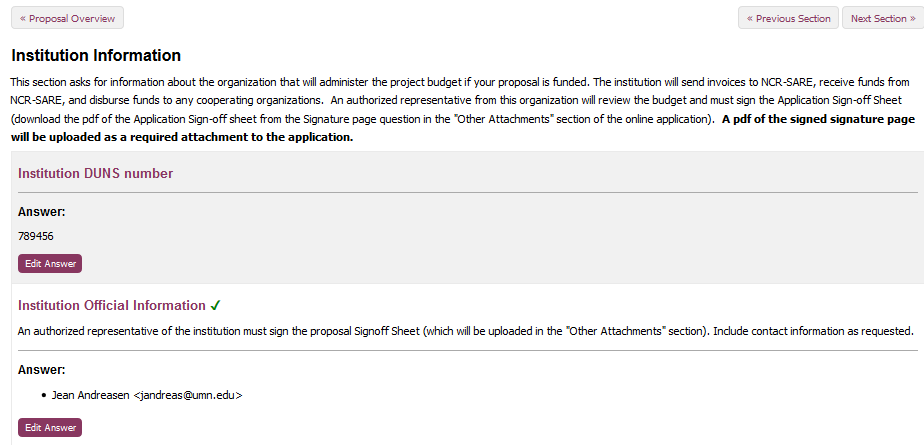 « Proposal Overview
« Previous Section
Next Section »
Institution Information
This section asks for information about the organization that will administer the project budget if your proposal is funded. The institution will send invoices to NCR-SARE, receive funds from
NCR-SARE, and disburse funds to any cooperating organizations.  An authorized representative from this organization will review the budget and must sign the Application Sign-off Sheet
(download the pdf of the Application Sign-off sheet from the Signature page question in the "Other Attachments" section of the online application).  A pdf of the signed signature page
will be uploaded as a required attachment to the application.
Institution DUNS number
Answer:
789456
Edit Answer
Institution Official Information ✓
An authorized representative of the institution must sign the proposal Signoff Sheet (which will be uploaded in the "Other Attachments" section). Include contact information as requested.
Answer:
• Jean Andreasen <jandreas@umn.edu>
Edit Answer